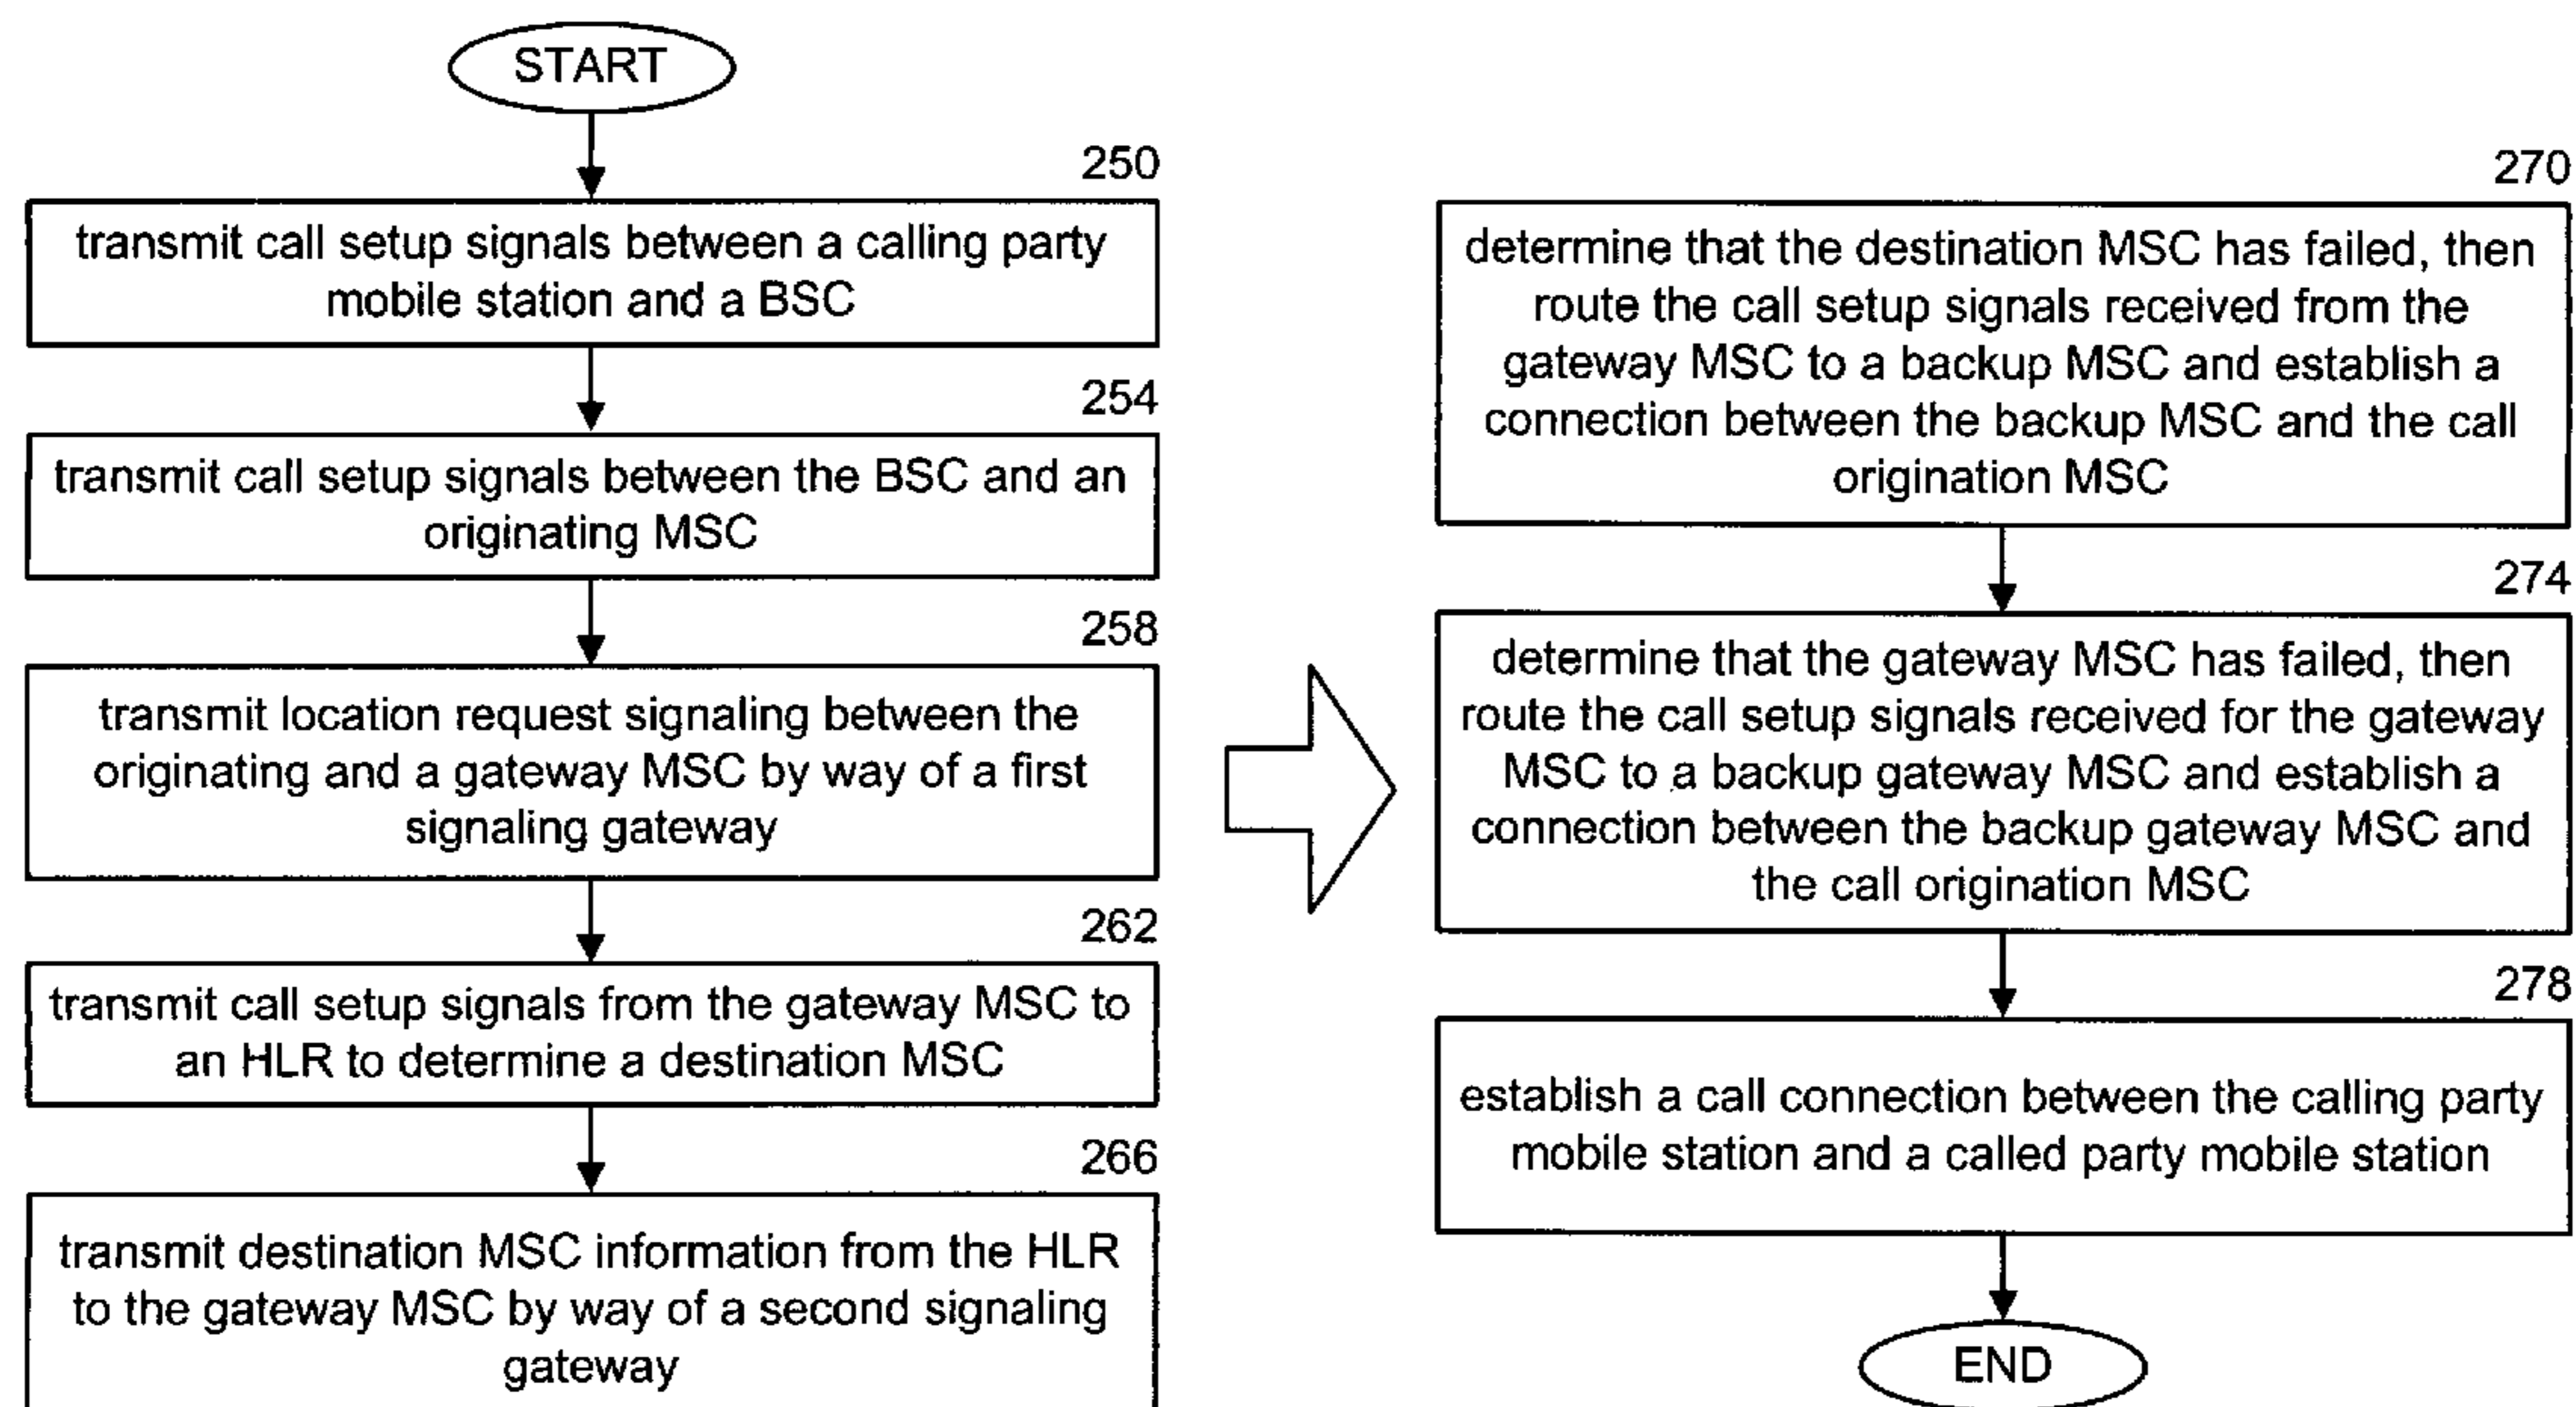 START
250
transmit call setup signals between a calling party
mobile station and a BSC
254
transmit call setup signals between the BSC and an
originating MSC
258
transmit location request signaling between the
originating and a gateway MSC by way of a first
signaling gateway
262
transmit call setup signals from the gateway MSC to
an HLR to determine a destination MSC
266
transmit destination MSC information from the HLR
to the gateway MSC by way of a second signaling
gateway
270
determine that the destination MSC has failed, then
route the call setup signals received from the
gateway MSC to a backup MSC and establish a
connection between the backup MSC and the call
origination MSC
274
determine that the gateway MSC has failed, then
route the call setup signals received for the gateway
MSC to a backup gateway MSC and establish a
connection between the backup gateway MSC and
the call origination MSC
278
establish a call connection between the calling party
mobile station and a called party mobile station
END